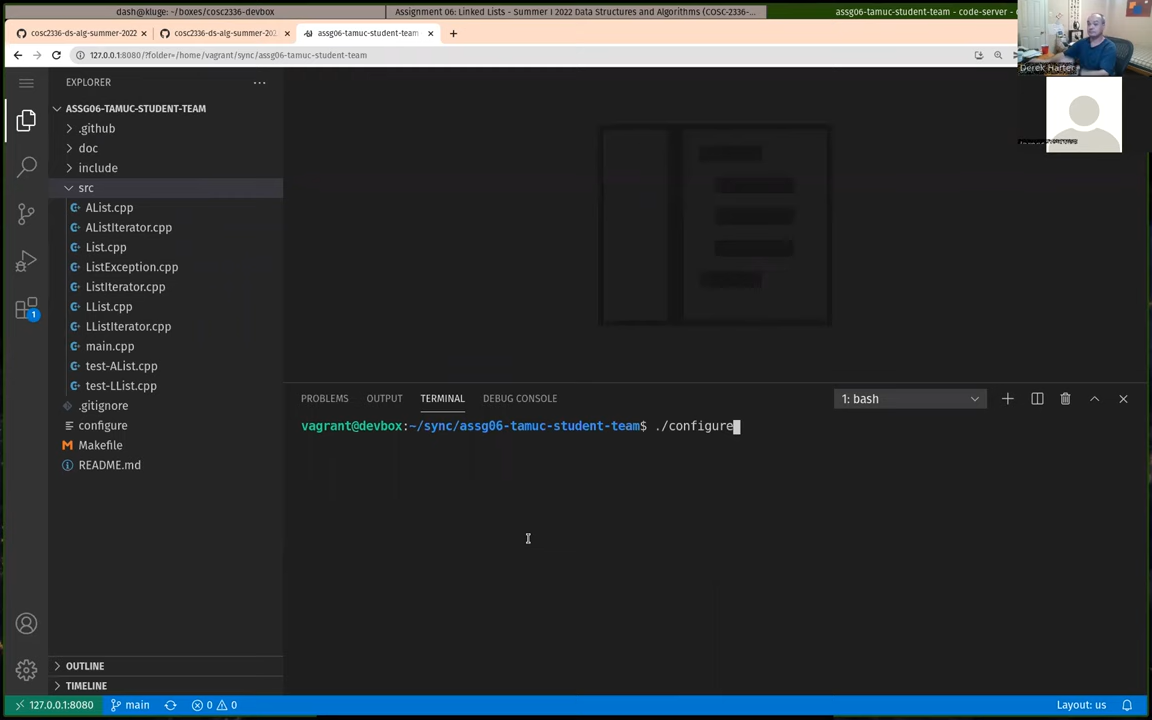 dash@kluge: ~/boxes/cosc2336-devbox
Assignment 06: Linked Lists - Summer I 2022 Data Structures and Algorithms (COSC-2336-...
assg06-tamuc-student-team - code-server -
cosc2336-ds-alg-summer-2022
cosc2336-ds-alg-summer-202
assg06-tamuc-student-team
127.0.0.1:8080/?folder=/home/vagrant/sync/assg06-tamuc-student-team
Derek Harter
EXPLORER
ASSG06-TAMUC-STUDENT-TEAM
.github
doc
include
src
AList.cpp
AListIterator.cpp
List.cpp
ListException.cpp
ListIterator.cpp
LList.cpp
LListIterator.cpp
main.cpp
test-AList.cpp
test-LList.cpp
.gitignore
configure
Makefile
README.md
1
OUTLINE
TIMELINE
PROBLEMS OUTPUT TERMINAL DEBUG CONSOLE
1: bash
vagrant@devbox:~/sync/assg06-tamuc-student-team$ ./configure
127.0.0.1:8080 main 0 0
Layout: us